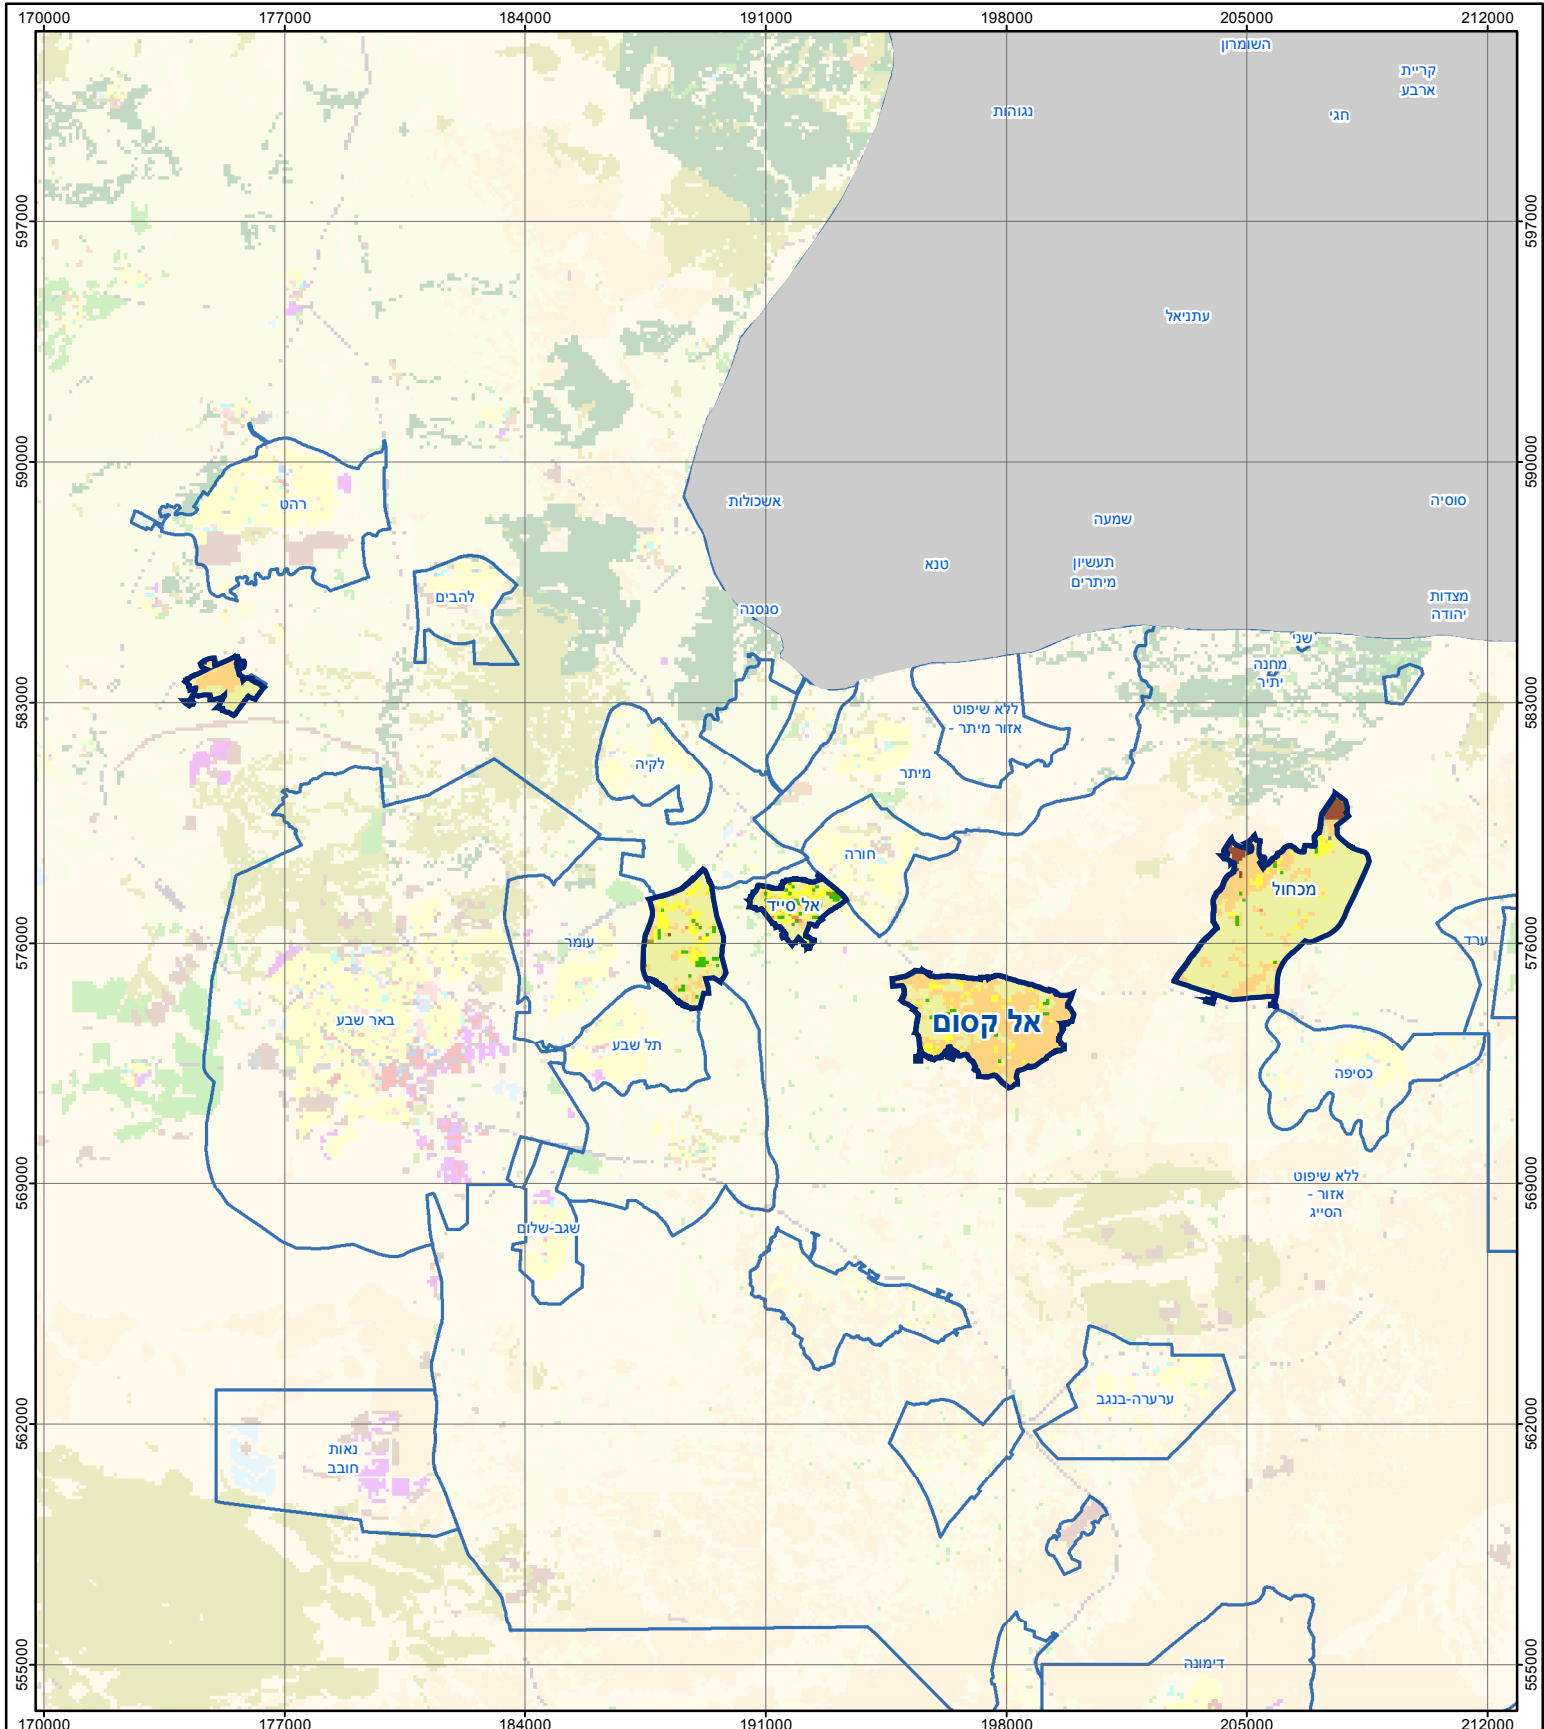 170000 177000 184000 191000 198000 205000 212000
השומרון
קריית
ארבע
נגוהות
חגי
597000 597000
עתניאל
590000 590000
רהט
אשכולות
סוסיה
שמעה
טנא
תעשיון
מיתרים
להבים
סנסנה
מצדות
יהודה
שני
מחנה
יתיר
583000 583000
ללא שיפוט
אזור מיתר -
לקיה
מיתר
חורה
מכחול
אל סייד
576000 576000
עומר
ערד
באר שבע
אל קסום
תל שבע
כסיפה
569000 569000
ללא שיפוט
אזור -
הסייג
שגב-שלום
ערערה-בנגב
562000 562000
נאות
חובב
555000 555000
דימונה
170000 177000 184000 191000 198000 205000 212000